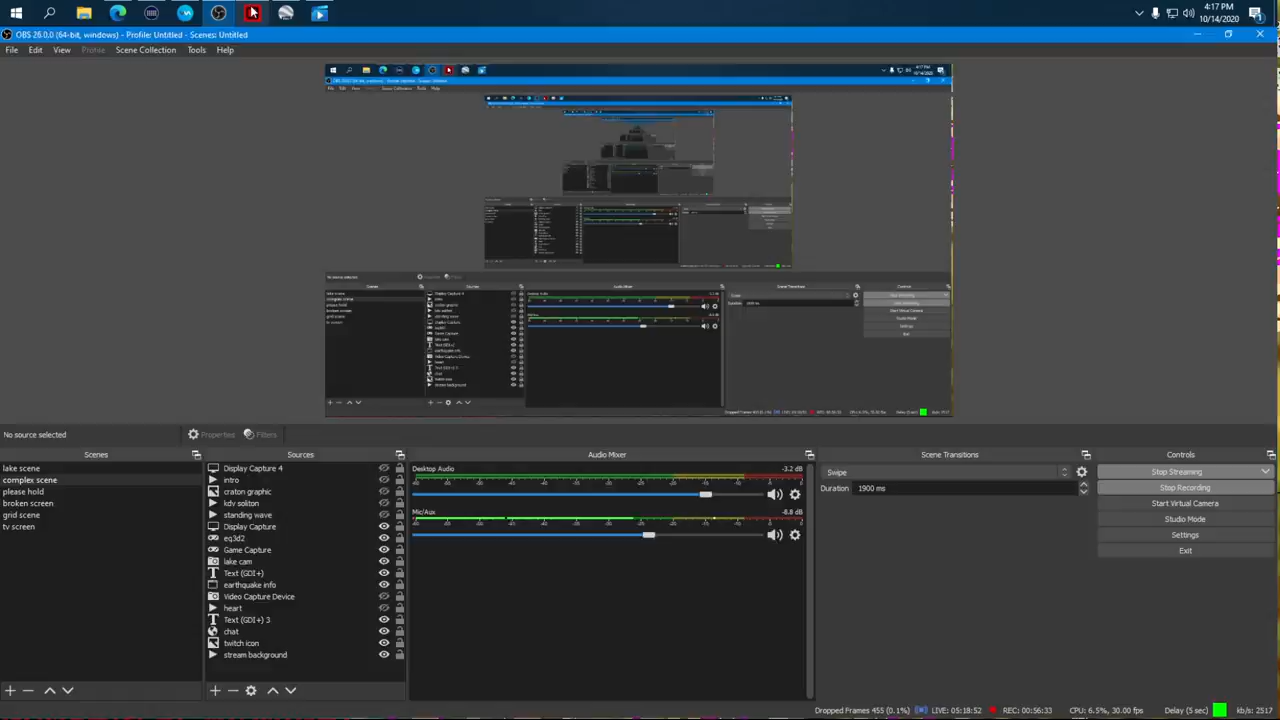 4:17 PM
10/14/2020
OBS 26.0.0 (64-bit, windows) - Profile: Untitled - Scenes: Untitled
File Edit View Profile Scene Collection Tools Help
No source selected Properties Filters
Scenes
lake scene
complex scene
please hold
broken screen
grid scene
tv screen
Sources
Display Capture 4
intro
craton graphic
kdv soliton
standing wave
Display Capture
eq3d2
Game Capture
lake cam
Text (GDI+)
earthquake info
Video Capture Device
heart
Text (GDI+) 3
chat
twitch icon
stream background
Audio Mixer
Desktop Audio -3.2 dB
Mic/Aux -8.8 dB
Scene Transitions
Swipe
Duration 1900 ms
Controls
Stop Streaming
Stop Recording
Start Virtual Camera
Studio Mode
Settings
Exit
Dropped Frames 455 (0.1%) LIVE: 05:18:52 REC: 00:56:33 CPU: 6.5%, 30.00 fps Delay (5 sec) kb/s: 2517